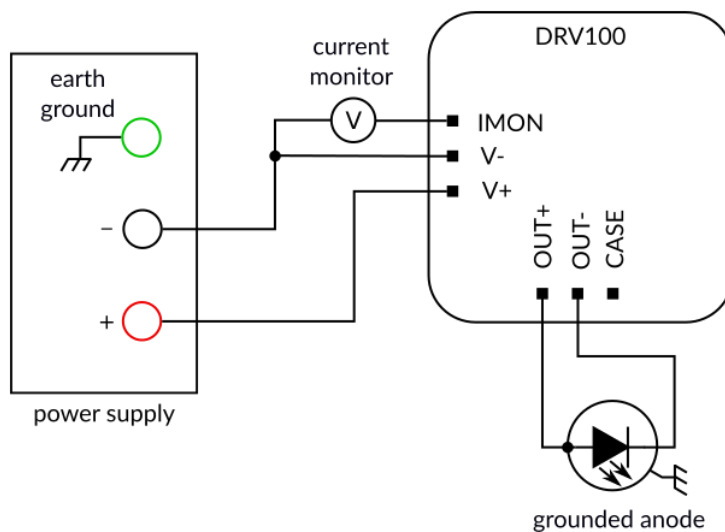 earth
ground
−
+
power supply
current
monitor
V
DRV100
IMON
V-
V+
OUT+
OUT-
CASE
grounded anode